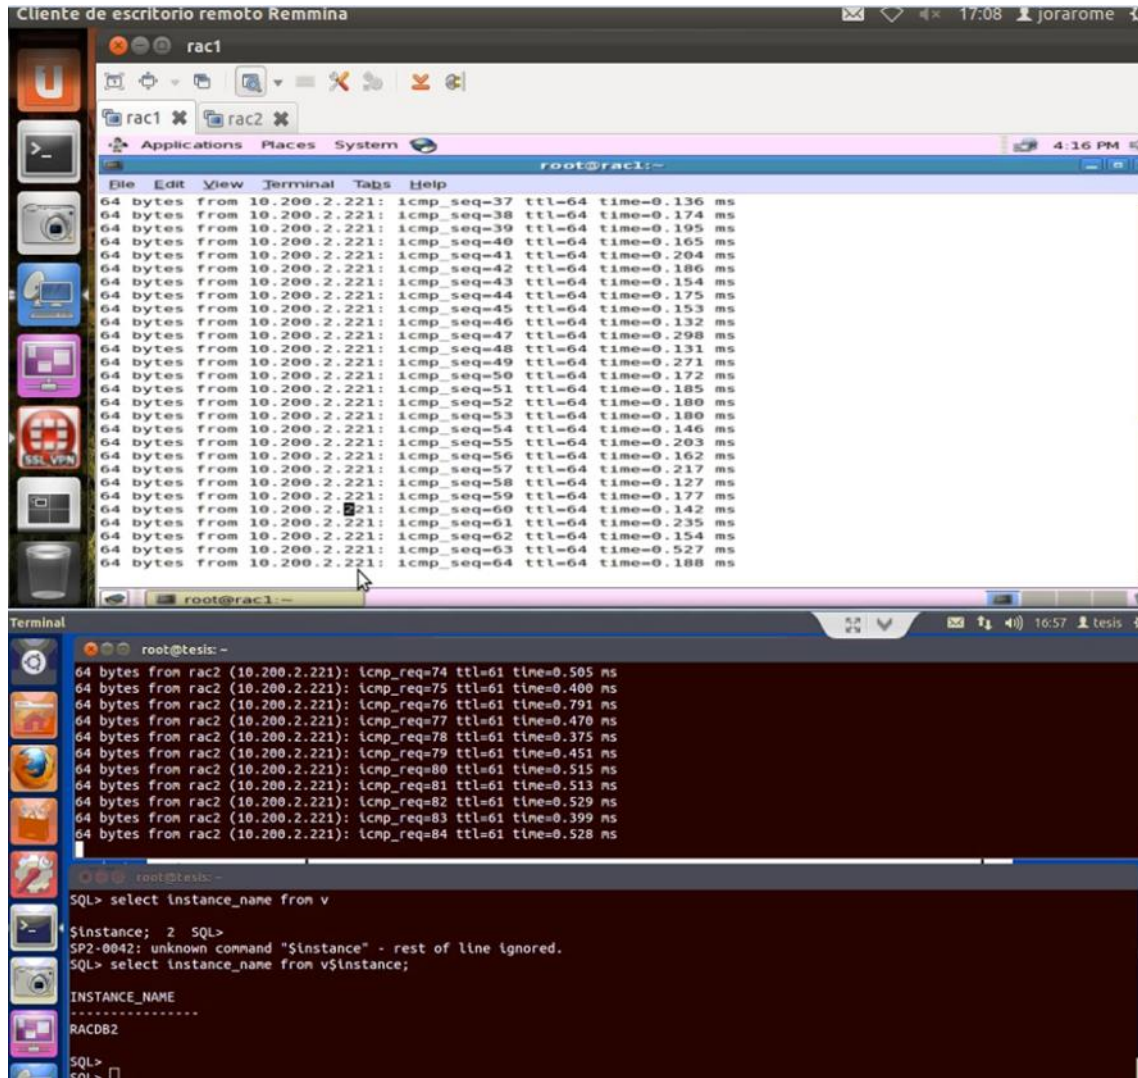 Cliente de escritorio remoto Remmina 17:08 jorarome
rac1
rac1 rac2
Applications Places System 4:16 PM
root@rac1:~
File Edit View Terminal Tabs Help
64 bytes from 10.200.2.221: icmp_seq=37 ttl=64 time=0.136 ms
64 bytes from 10.200.2.221: icmp_seq=38 ttl=64 time=0.174 ms
64 bytes from 10.200.2.221: icmp_seq=39 ttl=64 time=0.195 ms
64 bytes from 10.200.2.221: icmp_seq=40 ttl=64 time=0.165 ms
64 bytes from 10.200.2.221: icmp_seq=41 ttl=64 time=0.204 ms
64 bytes from 10.200.2.221: icmp_seq=42 ttl=64 time=0.186 ms
64 bytes from 10.200.2.221: icmp_seq=43 ttl=64 time=0.154 ms
64 bytes from 10.200.2.221: icmp_seq=44 ttl=64 time=0.175 ms
64 bytes from 10.200.2.221: icmp_seq=45 ttl=64 time=0.153 ms
64 bytes from 10.200.2.221: icmp_seq=46 ttl=64 time=0.132 ms
64 bytes from 10.200.2.221: icmp_seq=47 ttl=64 time=0.298 ms
64 bytes from 10.200.2.221: icmp_seq=48 ttl=64 time=0.131 ms
64 bytes from 10.200.2.221: icmp_seq=49 ttl=64 time=0.271 ms
64 bytes from 10.200.2.221: icmp_seq=50 ttl=64 time=0.172 ms
64 bytes from 10.200.2.221: icmp_seq=51 ttl=64 time=0.185 ms
64 bytes from 10.200.2.221: icmp_seq=52 ttl=64 time=0.180 ms
64 bytes from 10.200.2.221: icmp_seq=53 ttl=64 time=0.180 ms
64 bytes from 10.200.2.221: icmp_seq=54 ttl=64 time=0.146 ms
64 bytes from 10.200.2.221: icmp_seq=55 ttl=64 time=0.203 ms
64 bytes from 10.200.2.221: icmp_seq=56 ttl=64 time=0.162 ms
64 bytes from 10.200.2.221: icmp_seq=57 ttl=64 time=0.217 ms
64 bytes from 10.200.2.221: icmp_seq=58 ttl=64 time=0.127 ms
64 bytes from 10.200.2.221: icmp_seq=59 ttl=64 time=0.177 ms
64 bytes from 10.200.2.221: icmp_seq=60 ttl=64 time=0.142 ms
64 bytes from 10.200.2.221: icmp_seq=61 ttl=64 time=0.235 ms
64 bytes from 10.200.2.221: icmp_seq=62 ttl=64 time=0.154 ms
64 bytes from 10.200.2.221: icmp_seq=63 ttl=64 time=0.527 ms
64 bytes from 10.200.2.221: icmp_seq=64 ttl=64 time=0.188 ms
SSL VPN
root@rac1:~
Terminal 16:57 tesis
root@tesis: ~
64 bytes from rac2 (10.200.2.221): icmp_req=74 ttl=61 time=0.505 ms
64 bytes from rac2 (10.200.2.221): icmp_req=75 ttl=61 time=0.400 ms
64 bytes from rac2 (10.200.2.221): icmp_req=76 ttl=61 time=0.791 ms
64 bytes from rac2 (10.200.2.221): icmp_req=77 ttl=61 time=0.470 ms
64 bytes from rac2 (10.200.2.221): icmp_req=78 ttl=61 time=0.375 ms
64 bytes from rac2 (10.200.2.221): icmp_req=79 ttl=61 time=0.451 ms
64 bytes from rac2 (10.200.2.221): icmp_req=80 ttl=61 time=0.515 ms
64 bytes from rac2 (10.200.2.221): icmp_req=81 ttl=61 time=0.513 ms
64 bytes from rac2 (10.200.2.221): icmp_req=82 ttl=61 time=0.529 ms
64 bytes from rac2 (10.200.2.221): icmp_req=83 ttl=61 time=0.399 ms
64 bytes from rac2 (10.200.2.221): icmp_req=84 ttl=61 time=0.528 ms
root@tesis: ~
SQL> select instance_name from v
$instance; 2 SQL>
SP2-0042: unknown command "$instance" - rest of line ignored.
SQL> select instance_name from v$instance;
INSTANCE_NAME
----------------
RACDB2
SQL>
SQL>